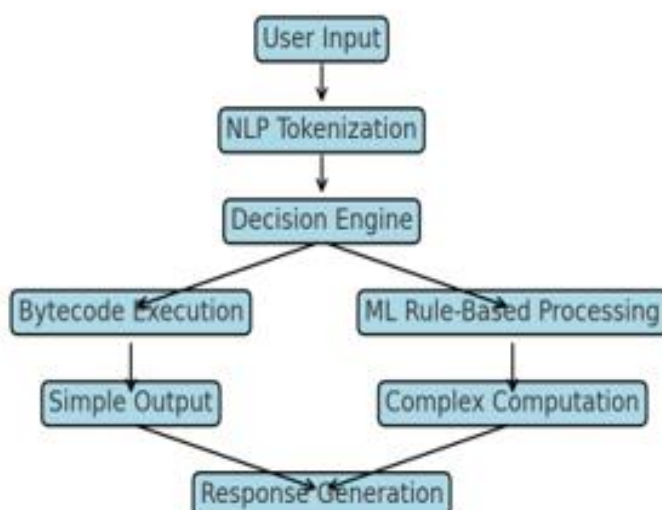 User Input
NLP Tokenization
Decision Engine
Bytecode Execution
ML Rule-Based Processing
Simple Output
Complex Computation
Response Generation